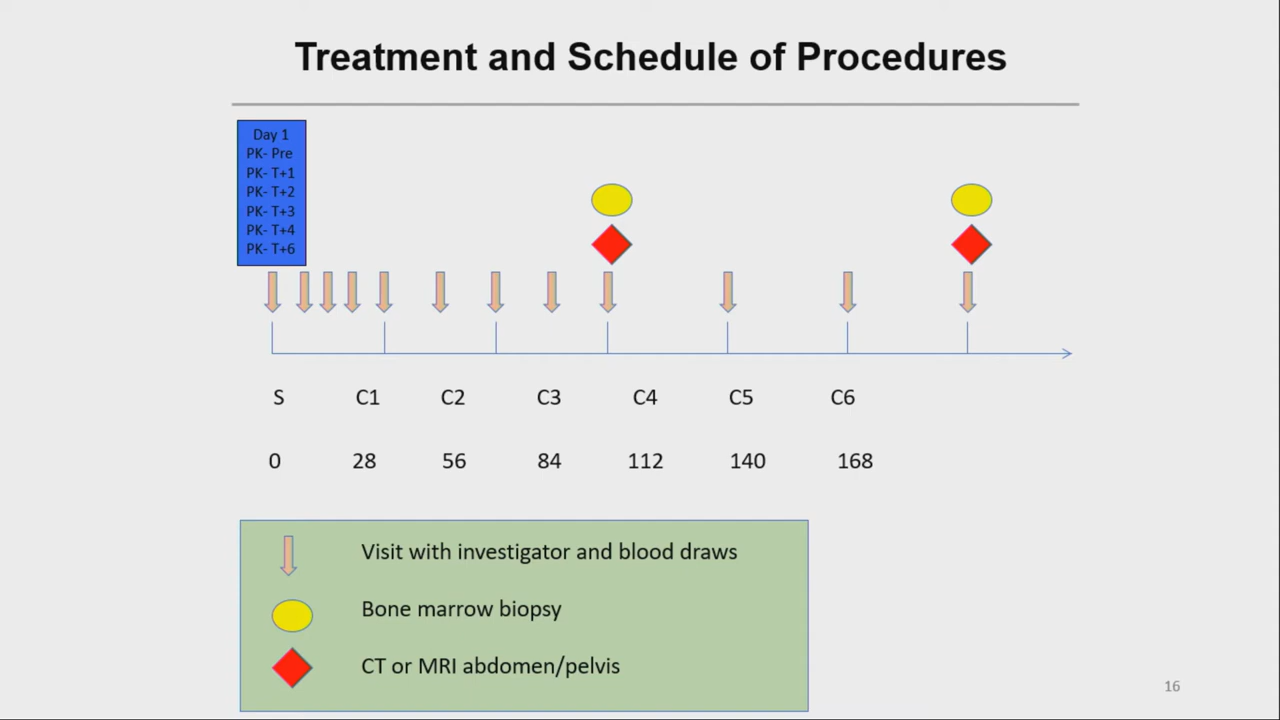 Treatment and Schedule of Procedures
Day 1
PK- Pre
PK- T+1
PK- T+2
PK- T+3
PK- T+4
PK- T+6
S C1 C2 C3 C4 C5 C6
0 28 56 84 112 140 168
Visit with investigator and blood draws
Bone marrow biopsy
CT or MRI abdomen/pelvis
16